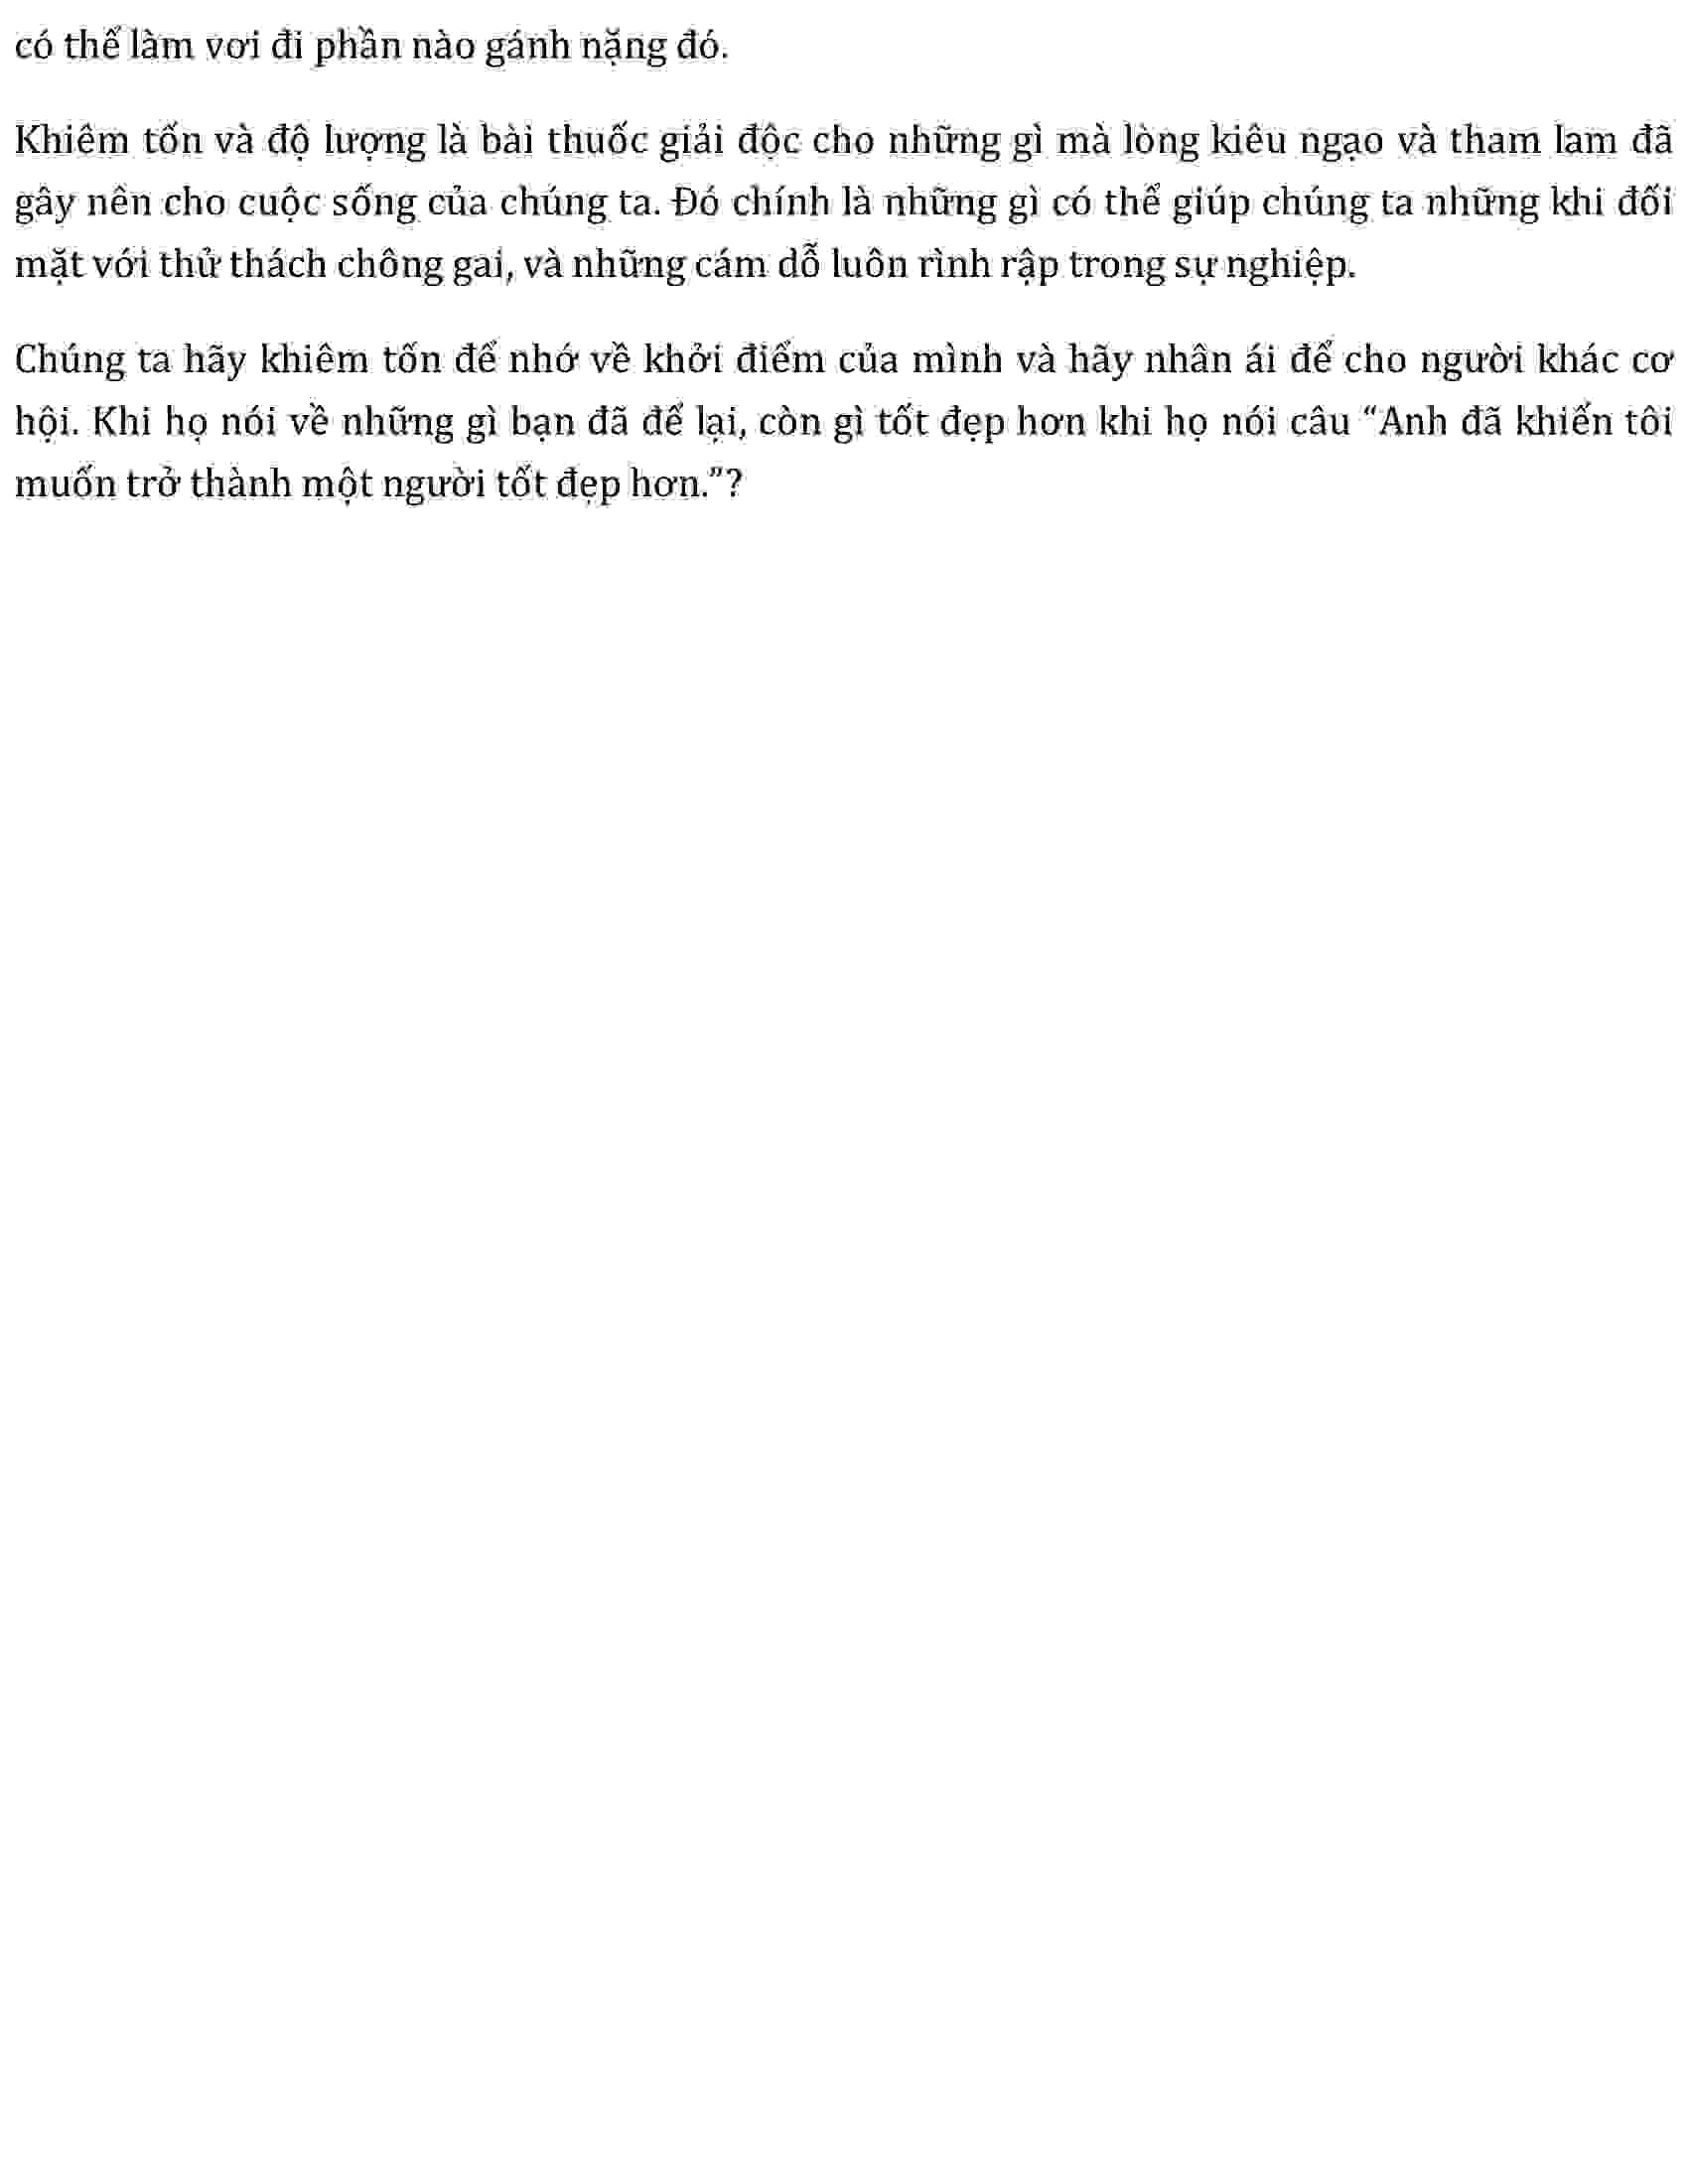 có thể làm vơi đi phần nào gánh nặng đó.
Khiêm tốn và độ lượng là bài thuốc giải độc cho những gì mà lòng kiêu ngạo và tham lam đã
gây nên cho cuộc sống của chúng ta. Đó chính là những gì có thể giúp chúng ta những khi đối
mặt với thử thách chông gai, và những cám dỗ luôn rình rập trong sự nghiệp.
Chúng ta hãy khiêm tốn để nhớ về khởi điểm của mình và hãy nhân ái để cho người khác cơ
hội. Khi họ nói về những gì bạn đã để lại, còn gì tốt đẹp hơn khi họ nói câu “Anh đã khiến tôi
muốn trở thành một người tốt đẹp hơn.”?